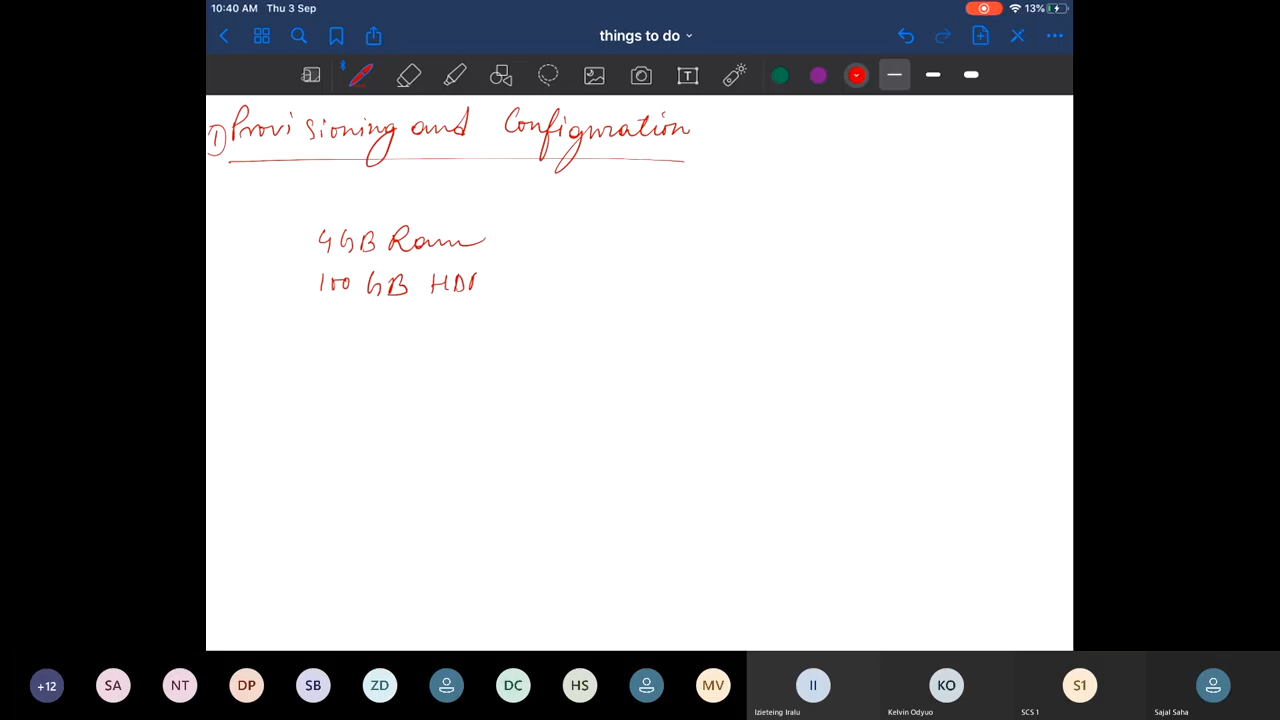 10:40 AM Thu 3 Sep
13%
things to do
T
1) Provisioning and Configuration
4 GB Ram
100 GB HDD
+12 SA NT DP SB ZD DC HS MV II KO S1
Izieteing Iralu Kelvin Odyuo SCS 1 Sajal Saha